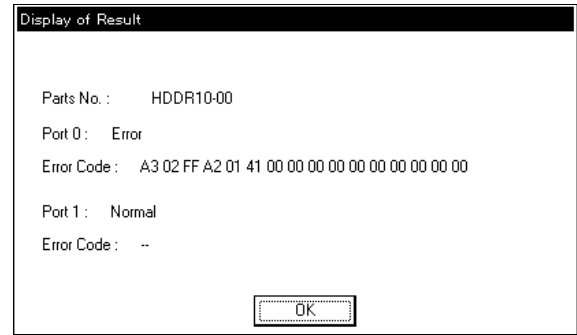 Display of Result
Parts No. : HDDR10-00
Port 0 : Error
Error Code : A3 02 FF A2 01 41 00 00 00 00 00 00 00 00 00 00
Port 1 : Normal
Error Code : --
OK